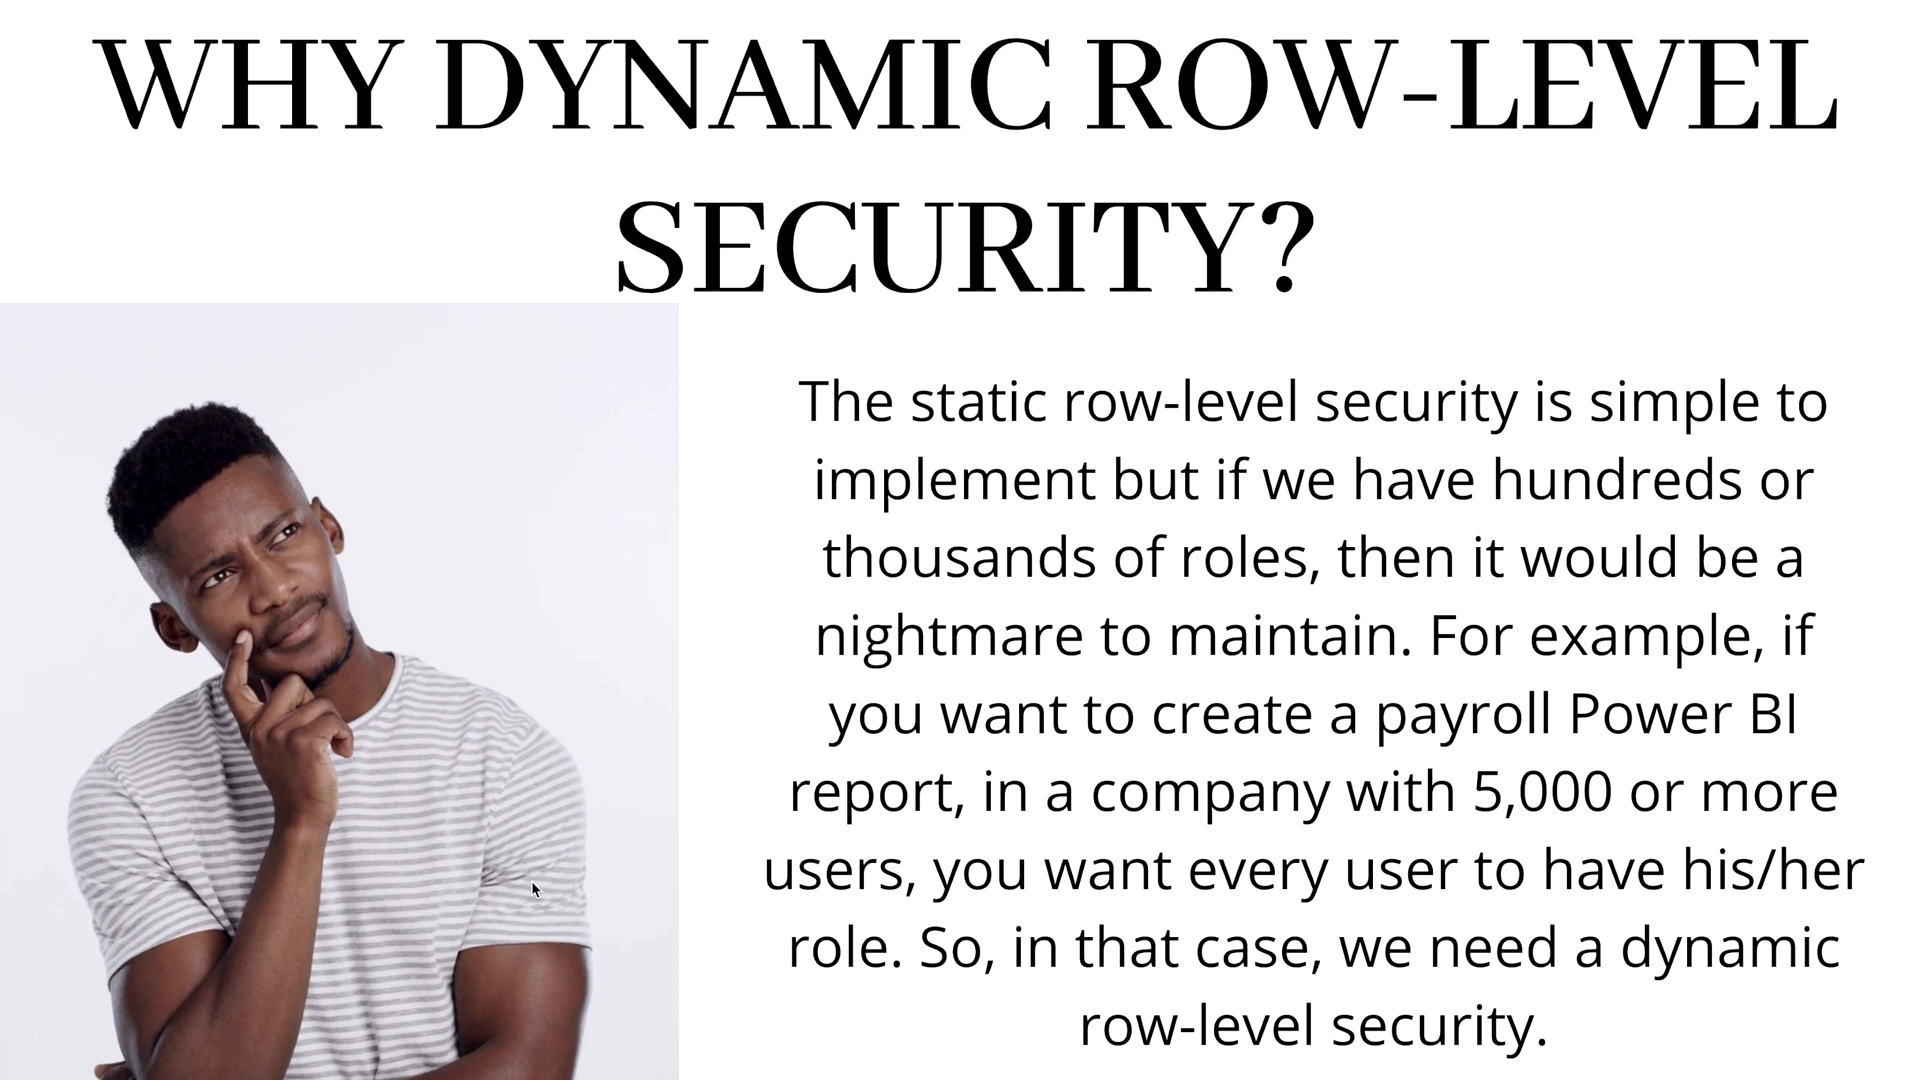 WHY DYNAMIC ROW-LEVEL
SECURITY?
The static row-level security is simple to
implement but if we have hundreds or
thousands of roles, then it would be a
nightmare to maintain. For example, if
you want to create a payroll Power BI
report, in a company with 5,000 or more
users, you want every user to have his/her
role. So, in that case, we need a dynamic
row-level security.